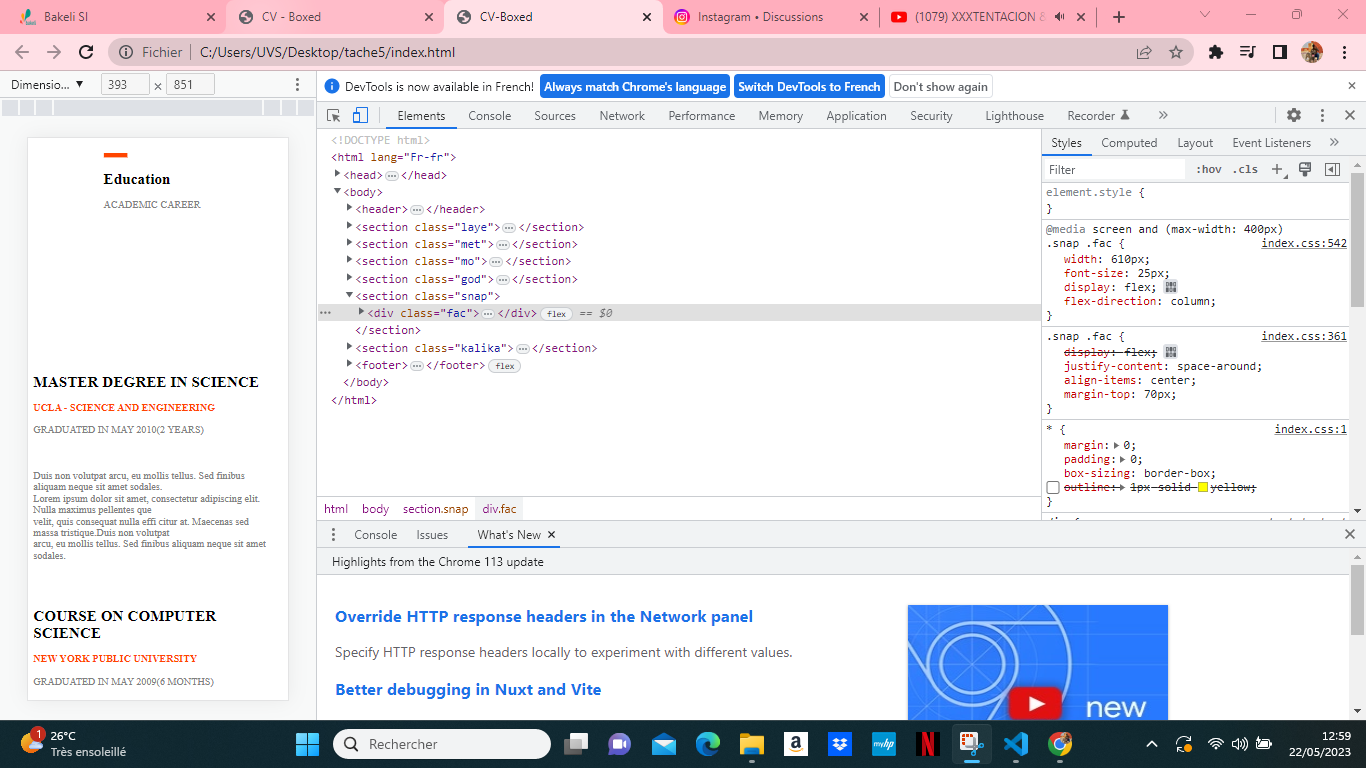 Bakeli SI
CV - Boxed
CV-Boxed
Instagram • Discussions
(1079) XXXTENTACION
Fichier
C:/Users/UVS/Desktop/tache5/index.html
Dimensio... ▼
393
×
851
DevTools is now available in French!
Always match Chrome's language
Switch DevTools to French
Don't show again
Elements
Console
Sources
Network
Performance
Memory
Application
Security
Lighthouse
Recorder
Education
ACADEMIC CAREER
MASTER DEGREE IN SCIENCE
UCLA - SCIENCE AND ENGINEERING
GRADUATED IN MAY 2010(2 YEARS)
Duis non volutpat arcu, eu mollis tellus. Sed finibus
aliquam neque sit amet sodales.
Lorem ipsum dolor sit amet, consectetur adipiscing elit.
Nulla maximus pellentes que
velit, quis consequat nulla effi citur at. Maecenas sed
massa tristique.Duis non volutpat
arcu, eu mollis tellus. Sed finibus aliquam neque sit amet
sodales.
COURSE ON COMPUTER
SCIENCE
NEW YORK PUBLIC UNIVERSITY
GRADUATED IN MAY 2009(6 MONTHS)
<!DOCTYPE html>
<html lang="Fr-fr">
<head>…</head>
<body>
<header>…</header>
<section class="laye">…</section>
<section class="met">…</section>
<section class="mo">…</section>
<section class="god">…</section>
<section class="snap">
<div class="fac">…</div> flex == $0
</section>
<section class="kalika">…</section>
<footer>…</footer> flex
</body>
</html>
html body section.snap div.fac
Styles
Computed
Layout
Event Listeners
Filter
:hov .cls
element.style {
}
@media screen and (max-width: 400px)
.snap .fac { index.css:542
width: 610px;
font-size: 25px;
display: flex;
flex-direction: column;
}
.snap .fac { index.css:361
display: flex;
justify-content: space-around;
align-items: center;
margin-top: 70px;
}
* { index.css:1
margin: 0;
padding: 0;
box-sizing: border-box;
outline: 1px solid yellow;
}
Console
Issues
What's New
Highlights from the Chrome 113 update
Override HTTP response headers in the Network panel
Specify HTTP response headers locally to experiment with different values.
Better debugging in Nuxt and Vite
new
1
26°C
Très ensoleillé
Rechercher
a
my hp
N
12:59
22/05/2023